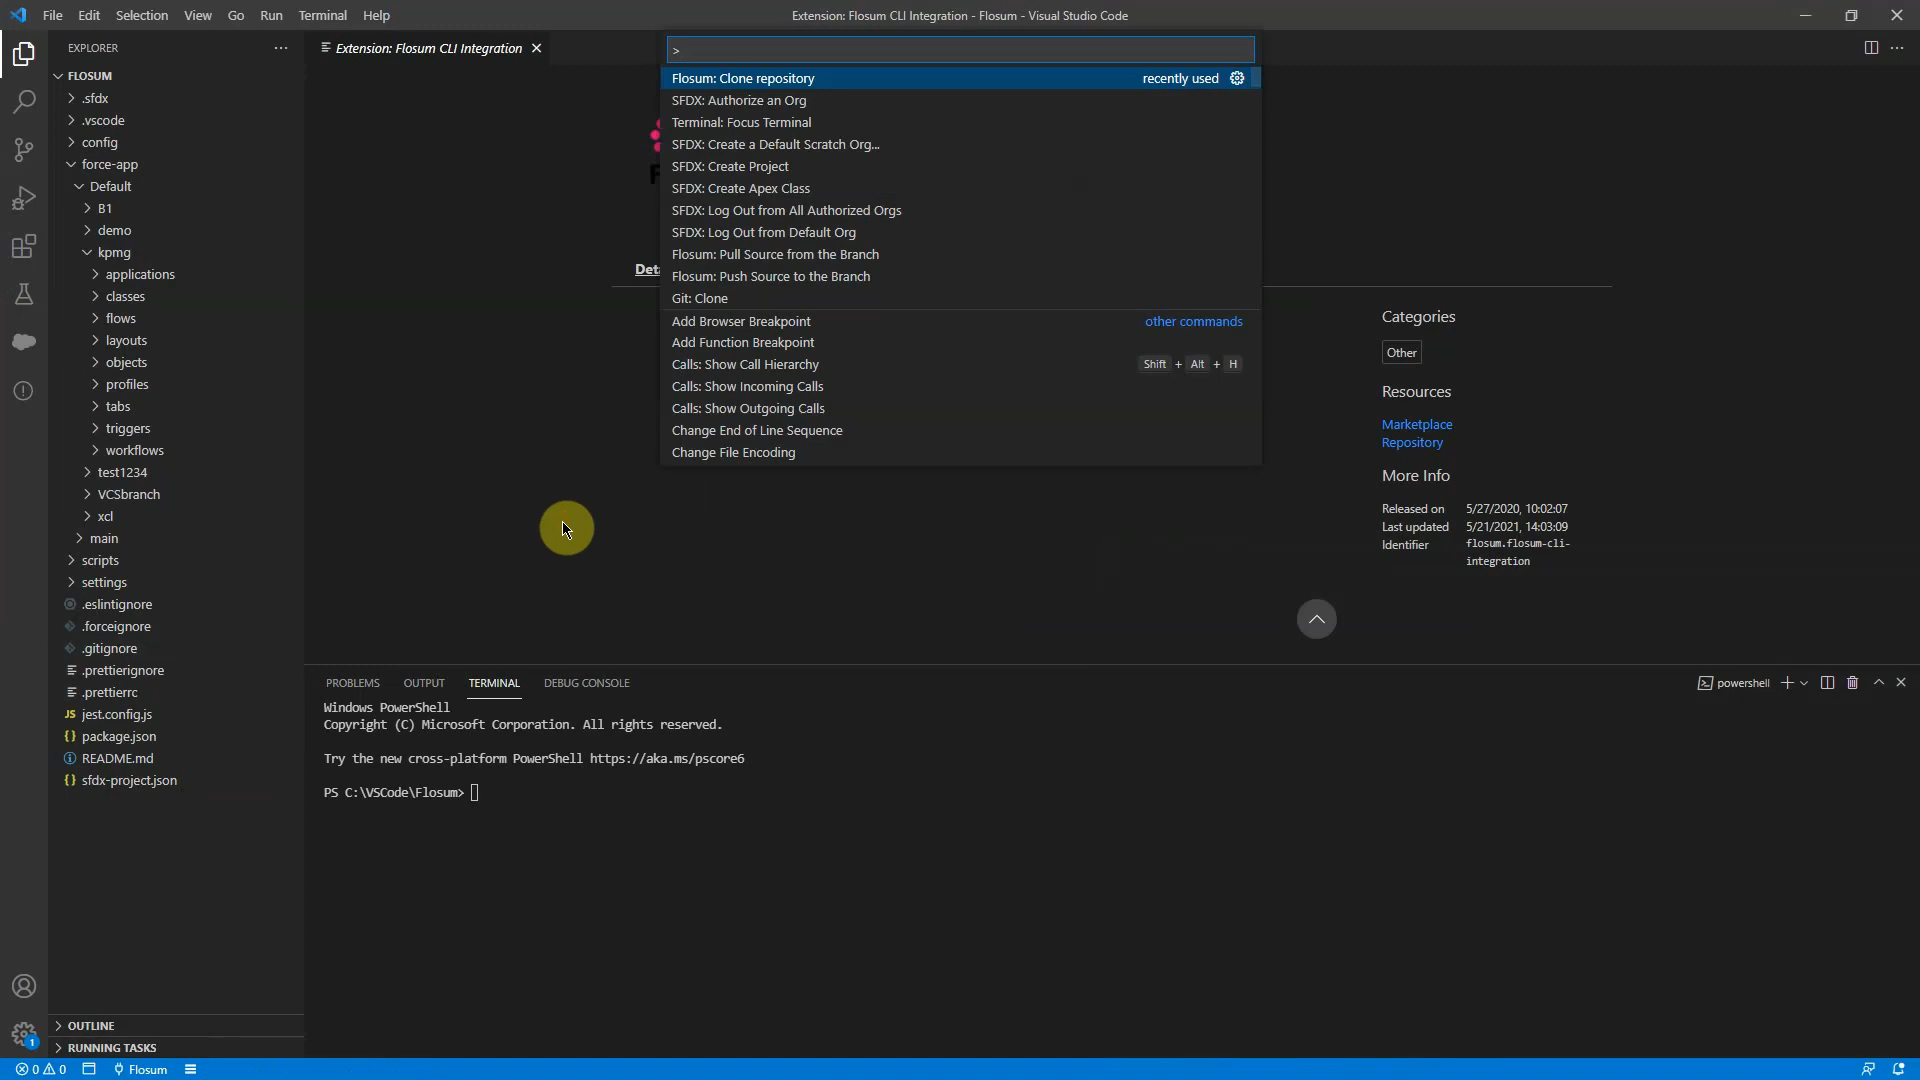 File Edit Selection View Go Run Terminal Help
Extension: Flosum CLI Integration - Flosum - Visual Studio Code
EXPLORER
FLOSUM
.sfdx
.vscode
config
force-app
Default
B1
demo
kpmg
applications
classes
flows
layouts
objects
profiles
tabs
triggers
workflows
test1234
VCSbranch
xcl
main
scripts
settings
.eslintignore
.forceignore
.gitignore
.prettierignore
.prettierrc
JS jest.config.js
{} package.json
README.md
{} sfdx-project.json
OUTLINE
RUNNING TASKS
Extension: Flosum CLI Integration
>
Flosum: Clone repository recently used
SFDX: Authorize an Org
Terminal: Focus Terminal
SFDX: Create a Default Scratch Org...
SFDX: Create Project
SFDX: Create Apex Class
SFDX: Log Out from All Authorized Orgs
SFDX: Log Out from Default Org
Flosum: Pull Source from the Branch
Flosum: Push Source to the Branch
Git: Clone
Add Browser Breakpoint other commands
Add Function Breakpoint
Calls: Show Call Hierarchy Shift + Alt + H
Calls: Show Incoming Calls
Calls: Show Outgoing Calls
Change End of Line Sequence
Change File Encoding
Categories
Other
Resources
Marketplace
Repository
More Info
Released on 5/27/2020, 10:02:07
Last updated 5/21/2021, 14:03:09
Identifier flosum.flosum-cli-
integration
PROBLEMS OUTPUT TERMINAL DEBUG CONSOLE
powershell
Windows PowerShell
Copyright (C) Microsoft Corporation. All rights reserved.
Try the new cross-platform PowerShell https://aka.ms/pscore6
PS C:\VSCode\Flosum>
1
0 0 Flosum